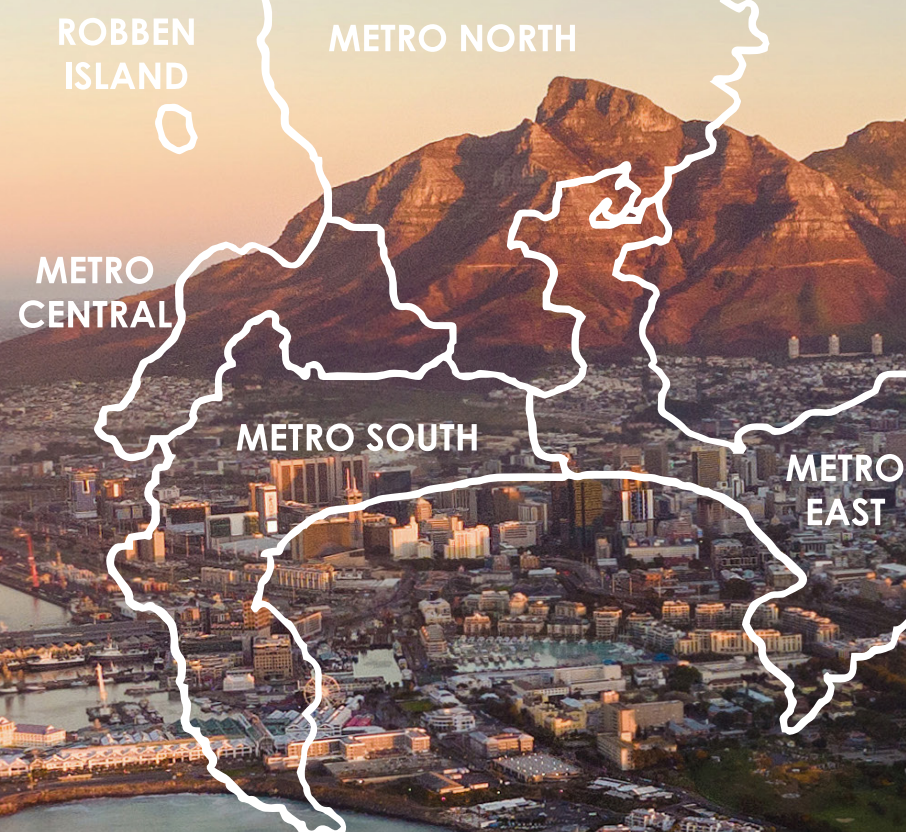 ROBBEN
ISLAND
METRO NORTH
METRO
CENTRAL
METRO SOUTH
METRO
EAST